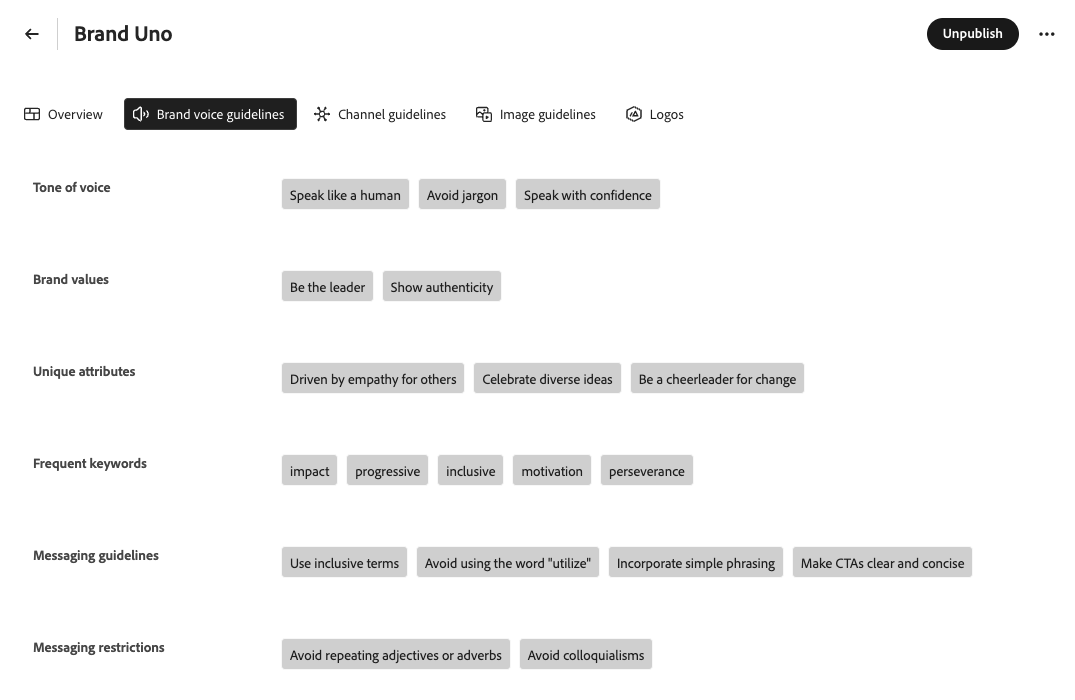 Brand Uno
Unpublish
Overview Brand voice guidelines Channel guidelines Image guidelines Logos
Tone of voice Speak like a human Avoid jargon Speak with confidence
Brand values Be the leader Show authenticity
Unique attributes Driven by empathy for others Celebrate diverse ideas Be a cheerleader for change
Frequent keywords impact progressive inclusive motivation perseverance
Messaging guidelines Use inclusive terms Avoid using the word "utilize" Incorporate simple phrasing Make CTAs clear and concise
Messaging restrictions Avoid repeating adjectives or adverbs Avoid colloquialisms